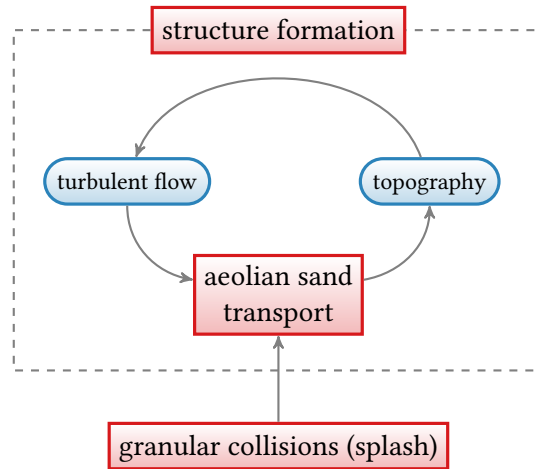 structure formation
turbulent flow
topography
aeolian sand
transport
granular collisions (splash)